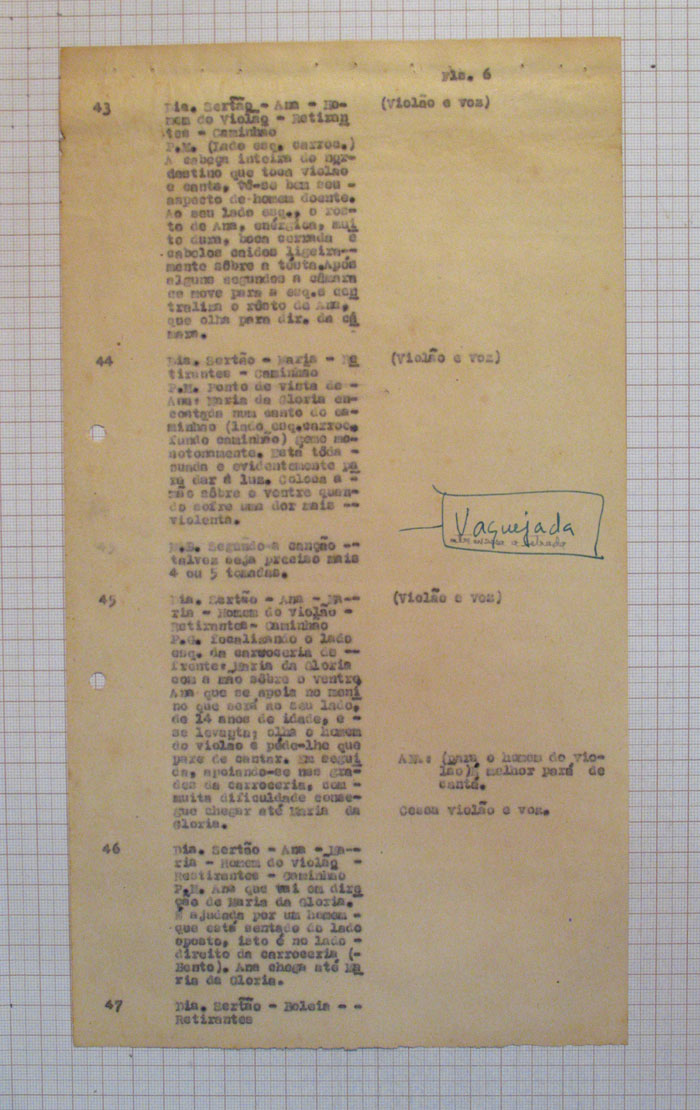 Fls. 6
43 Dia. Sertão - Ana - Ho- (Violão e voz)
mem do Violão - Retiran
tes - Caminhão
P.M. (Lado esq. carroc.)
A cabeça inteira do nor-
destino que toca violão
e canta, vê-se bem seu -
aspecto de homem doente.
Ao seu lado esq., o ros-
to de Ana, enérgica, mui
to dura, boca cerrada e
cabelos caidos ligeira--
mente sôbre a tésta.Após
alguns segundos a câmara
se move para a esq.e cen
traliza o rôsto de Ana,
que olha para dir. da câ
mara.
44 Dia. Sertão - Maria - Re (Violão e voz)
tirantes - Caminhão
P.M. Ponto de vista de -
Ana: Maria da Gloria en-
costada num canto do ca-
minhão (lado esq.carroc.
fundo caminhão) geme mo-
notonamente. Está tôda -
suada e evidentemente pa
ra dar à luz. Coloca a -
mão sôbre o ventre quan-
do sofre uma dor mais --
violenta.
Vaquejada
45 N.B. Segundo a canção --
talvez seja preciso mais
4 ou 5 tomadas.
45 Dia. Sertão - Ana - Ma-- (Violão e voz)
ria - Homem do Violão -
Retirantes- Caminhão
P.G. focalizando o lado
esq. da carroceria de --
frente: Maria da Gloria
com a mão sôbre o ventre
Ana que se apoia no meni
no que será ao seu lado,
de 14 anos de idade, e -
se levanta; olha o homem
do violão e péde-lhe que
pare de cantar. Em segui
da, apoiando-se nas gra-
des da carroceria, com -
muita dificuldade conse-
gue chegar até Maria da
Gloria.
ANA: (para o homem do vio-
lão)É melhor pará de
cantá.
Cessa violão e voz.
46 Dia. Sertão - Ana - Ma--
ria - Homem do Violão -
Restirantes - Caminhão
P.M. Ana que vai em dire
ção de Maria da Gloria.
É ajudada por um homem -
que está sentado do lado
oposto, isto é no lado -
direito da carroceria (-
Bento). Ana chega até Ma
ria da Gloria.
47 Dia. Sertão - Boleia - -
Retirantes